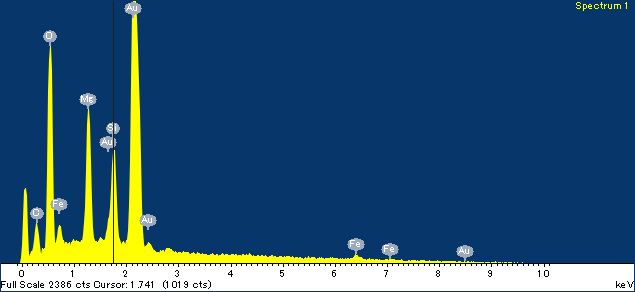 Spectrum 1
Au
O
Mg
Si
Au
Fe
O
Au
Fe
Fe
Au
0 1 2 3 4 5 6 7 8 9 10
Full Scale 2386 cts Cursor: 1.741 (1019 cts) keV